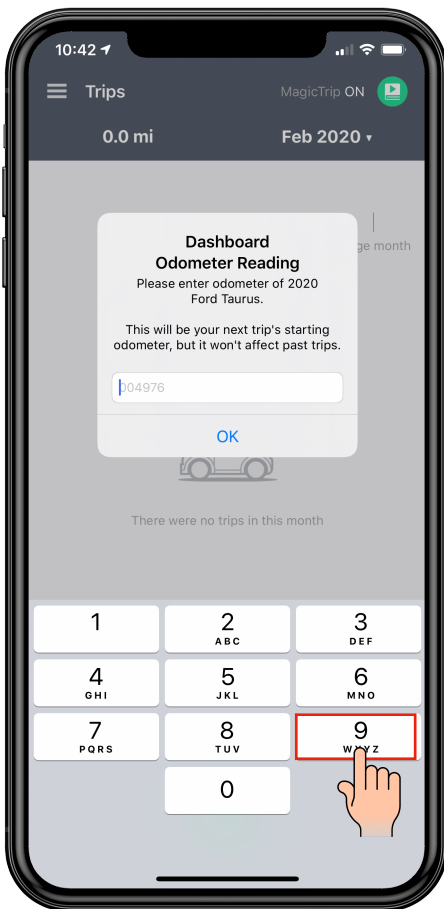 10:42
Trips
MagicTrip ON
0.0 mi
Feb 2020 ▾
ge month
Dashboard
Odometer Reading
Please enter odometer of 2020
Ford Taurus.
This will be your next trip's starting
odometer, but it won't affect past trips.
004976
OK
There were no trips in this month
1
2
ABC
3
DEF
4
GHI
5
JKL
6
MNO
7
PQRS
8
TUV
9
WXYZ
0